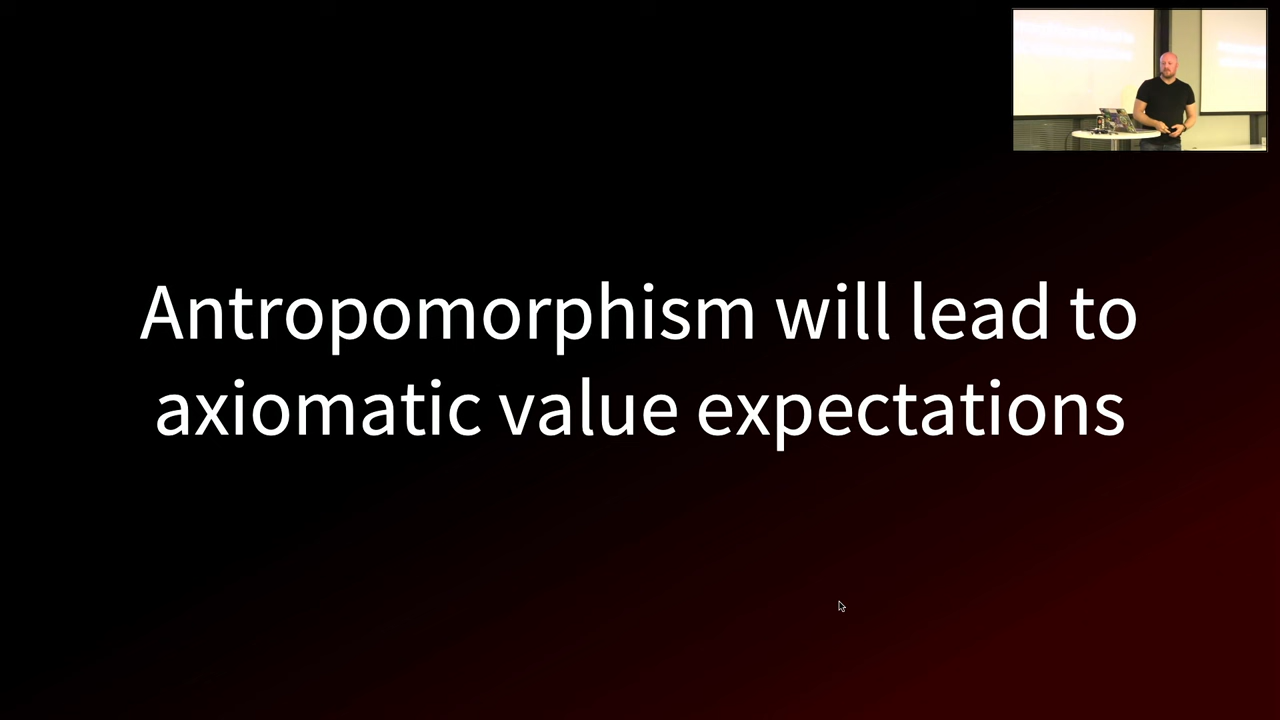 Antropomorphism will lead to
axiomatic value expectations